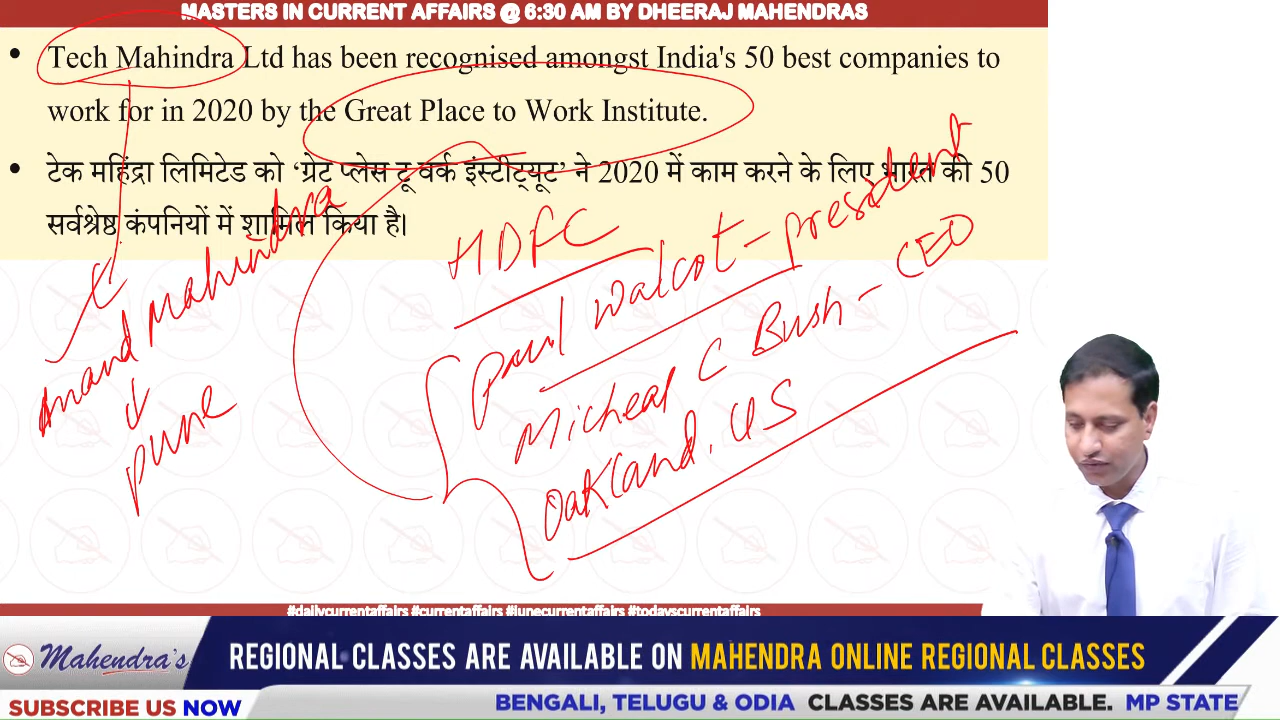 MASTERS IN CURRENT AFFAIRS @ 6:30 AM BY DHEERAJ MAHENDRAS
• Tech Mahindra Ltd has been recognised amongst India's 50 best companies to
work for in 2020 by the Great Place to Work Institute.
• टेक महिंद्रा लिमिटेड को ‘ग्रेट प्लेस टू वर्क इंस्टीट्यूट’ ने 2020 में काम करने के लिए भारत की 50
सर्वश्रेष्ठ कंपनियों में शामिल किया है।
HDFC
Anand Mahindra
Pune
Paul Walcot - president
Micheal C Bush - CEO
Oakland, US
#dailycurrentaffairs #currentaffairs #junecurrentaffairs #todayscurrentaffairs
Mahendra's
REGIONAL CLASSES ARE AVAILABLE ON MAHENDRA ONLINE REGIONAL CLASSES
SUBSCRIBE US NOW
BENGALI, TELUGU & ODIA CLASSES ARE AVAILABLE. MP STATE